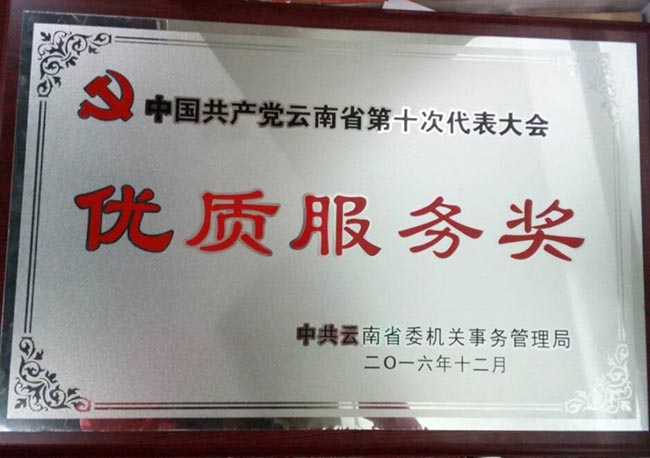 中国共产党云南省第十次代表大会
优质服务奖
中共云南省委机关事务管理局
二O一六年十二月